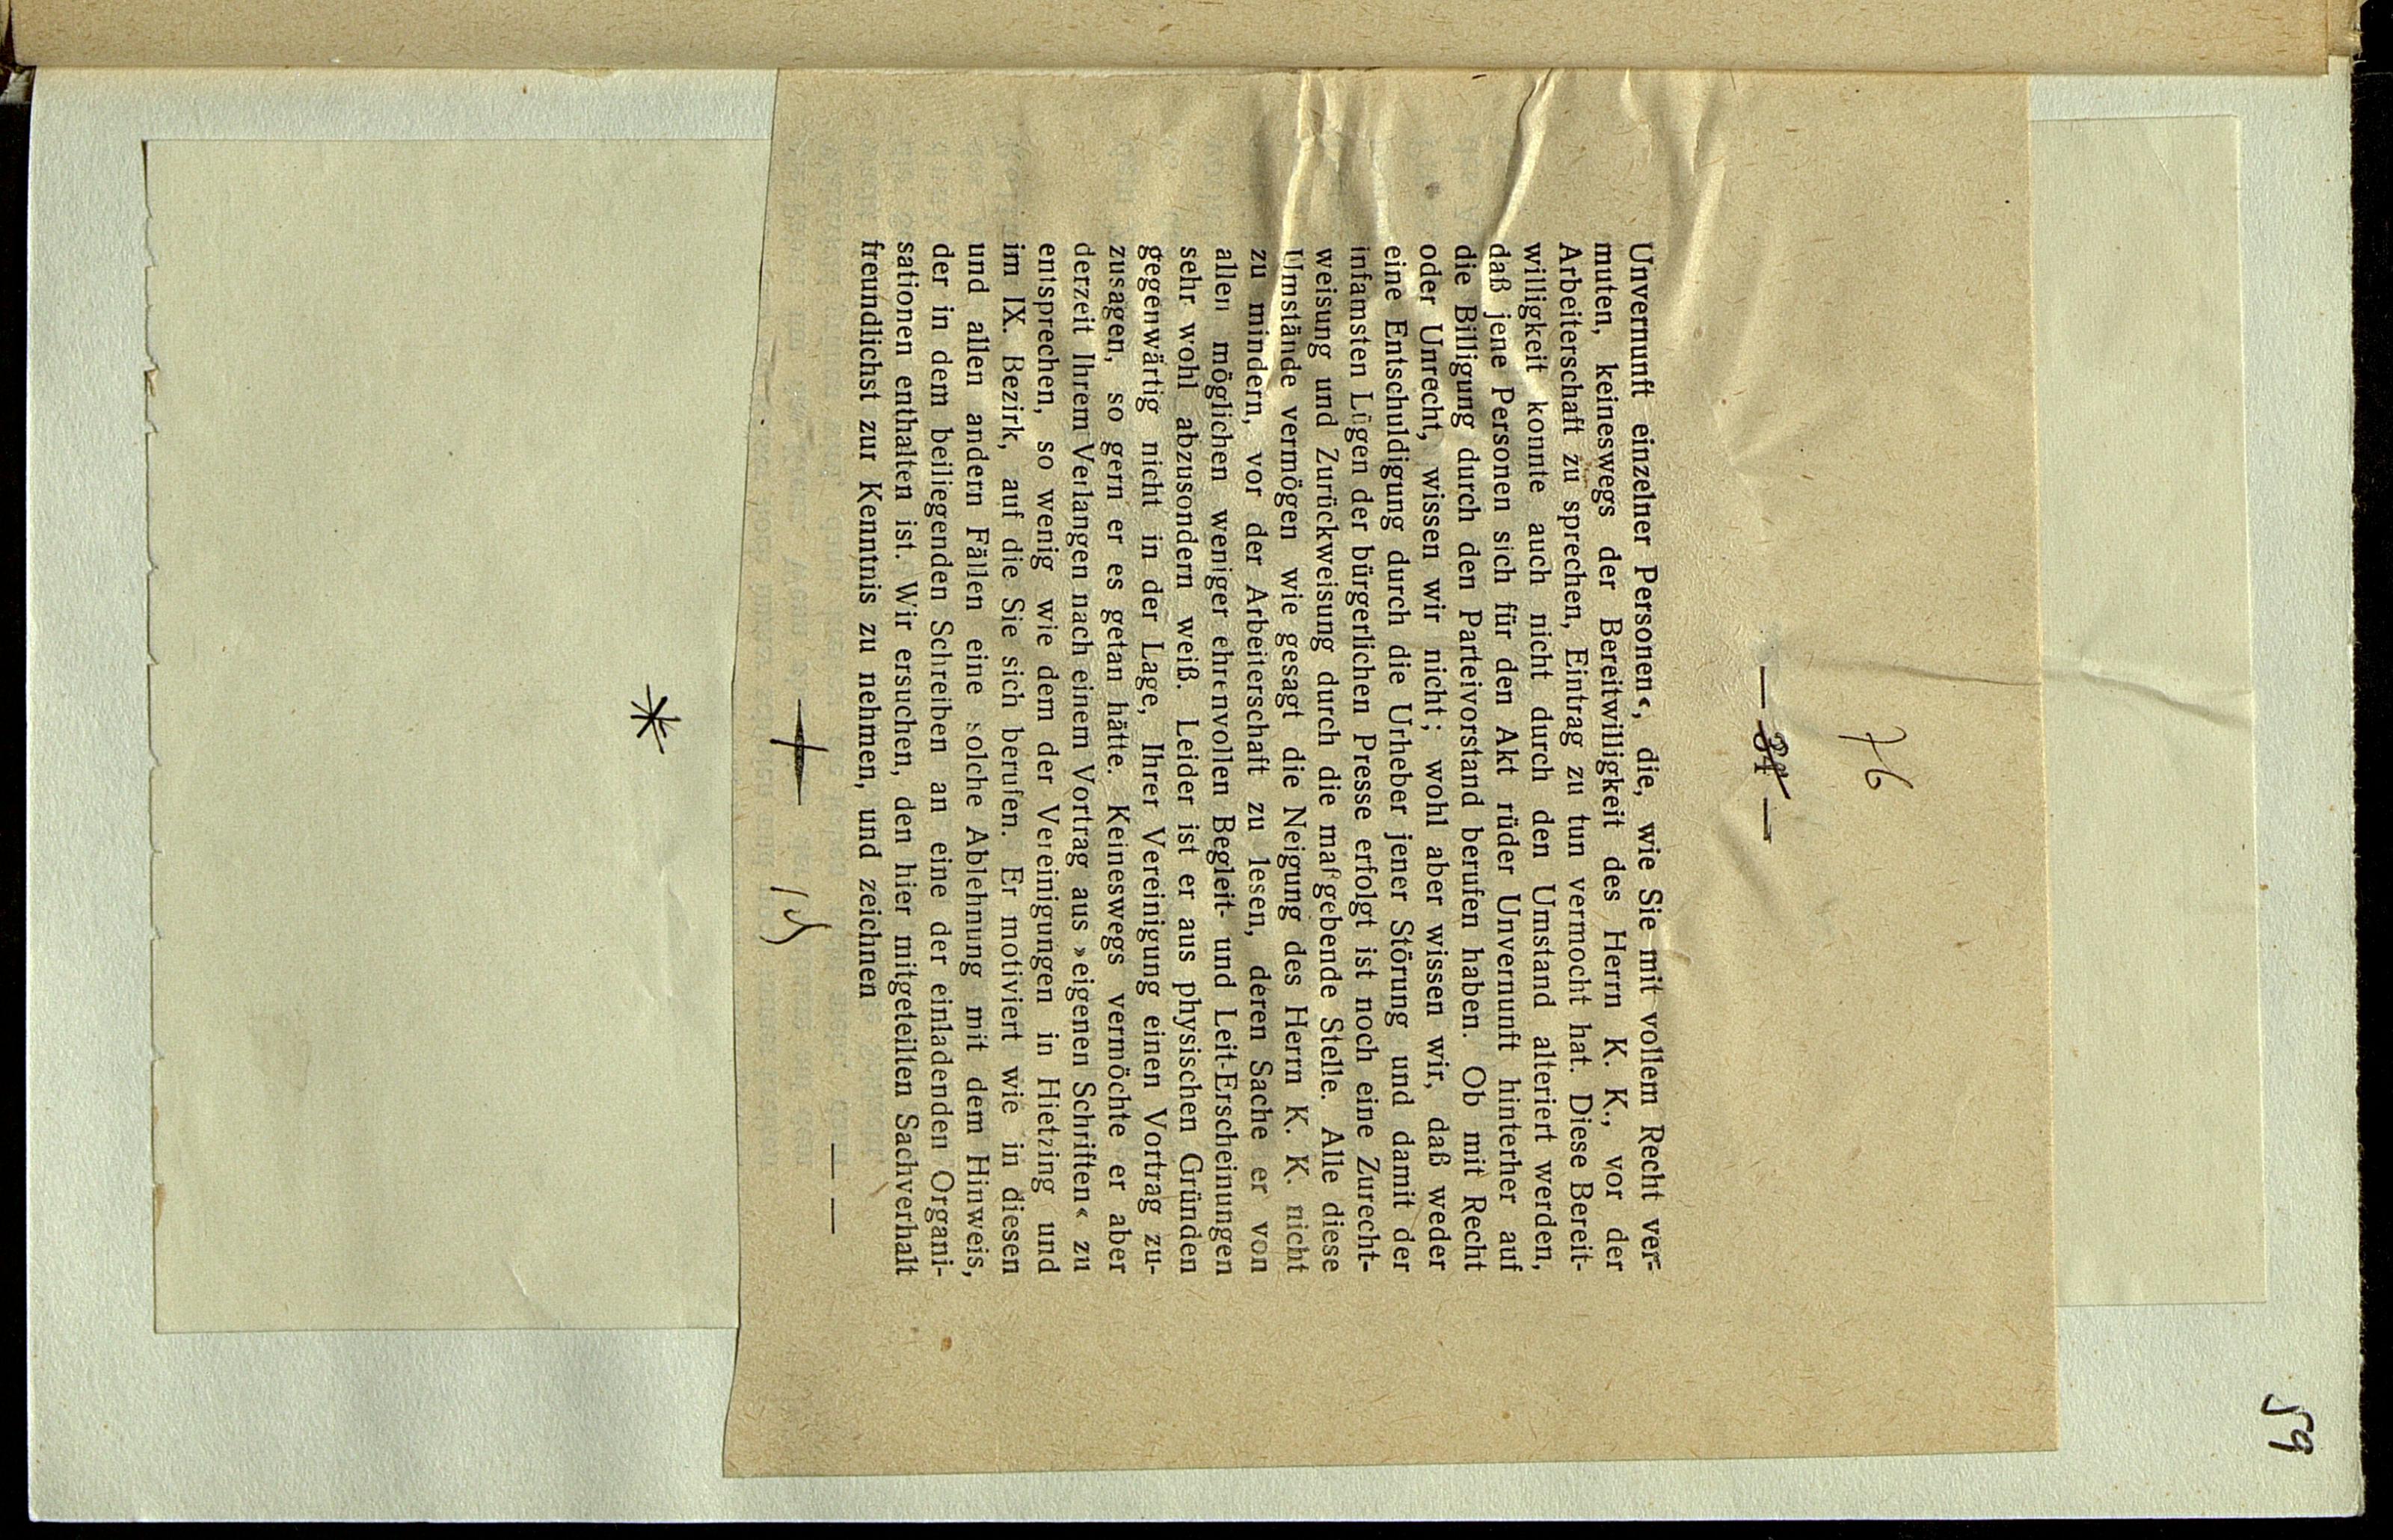 59
76
— 84 —
Unvernunft einzelner Personen«, die, wie Sie mit vollem Recht ver-
muten, keineswegs der Bereitwilligkeit des Herrn K. K., vor der
Arbeiterschaft zu sprechen, Eintrag zu tun vermocht hat. Diese Bereit-
willigkeit konnte auch nicht durch den Umstand alteriert werden,
daß jene Personen sich für den Akt rüder Unvernunft hinterher auf
die Billigung durch den Parteivorstand berufen haben. Ob mit Recht
oder Unrecht, wissen wir nicht; wohl aber wissen wir, daß weder
eine Entschuldigung durch die Urheber jener Störung und damit der
infamsten Lügen der bürgerlichen Presse erfolgt ist noch eine Zurecht-
weisung und Zurückweisung durch die maßgebende Stelle. Alle diese
Umstände vermögen wie gesagt die Neigung des Herrn K. K. nicht
zu mindern, vor der Arbeiterschaft zu lesen, deren Sache er von
allen möglichen weniger ehrenvollen Begleit- und Leit-Erscheinungen
sehr wohl abzusondern weiß. Leider ist er aus physischen Gründen
gegenwärtig nicht in der Lage, Ihrer Vereinigung einen Vortrag zu-
zusagen, so gern er es getan hätte. Keineswegs vermöchte er aber
derzeit Ihrem Verlangen nach einem Vortrag aus »eigenen Schriften« zu
entsprechen, so wenig wie dem der Vereinigungen in Hietzing und
im IX. Bezirk, auf die Sie sich berufen. Er motiviert wie in diesen
und allen andern Fällen eine solche Ablehnung mit dem Hinweis,
der in dem beiliegenden Schreiben an eine der einladenden Organi-
sationen enthalten ist. Wir ersuchen, den hier mitgeteilten Sachverhalt
freundlichst zur Kenntnis zu nehmen, und zeichnen
— —
*